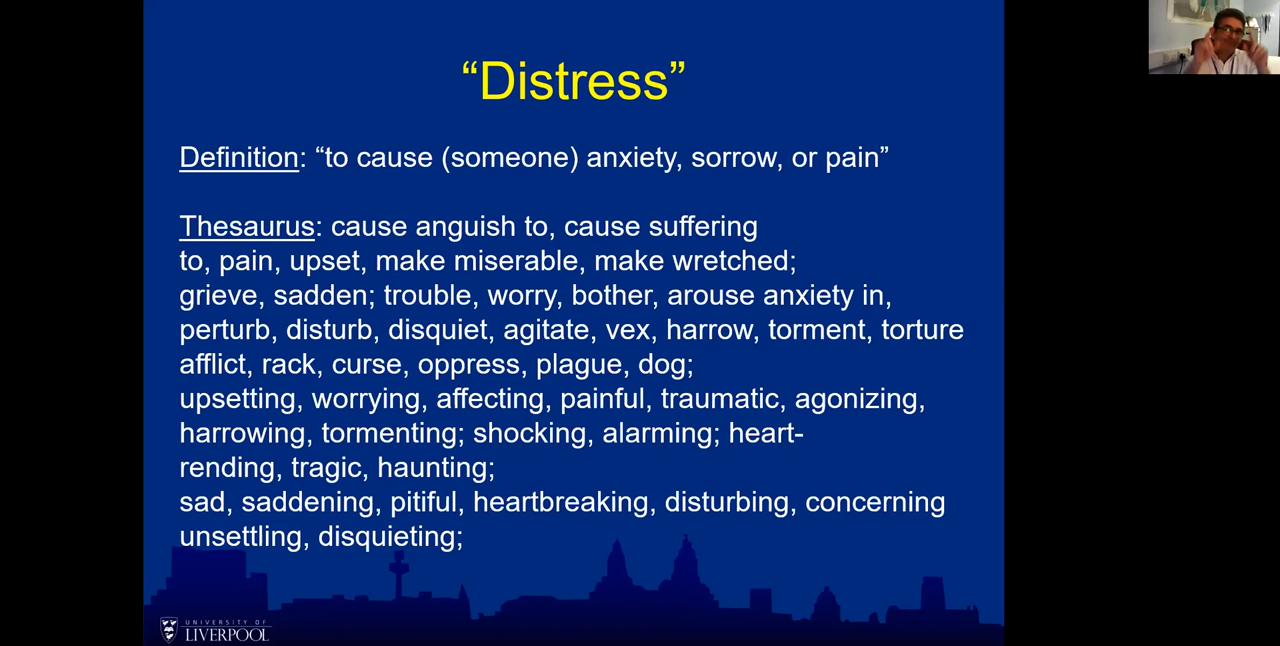 “Distress”
Definition: “to cause (someone) anxiety, sorrow, or pain”
Thesaurus: cause anguish to, cause suffering
to, pain, upset, make miserable, make wretched;
grieve, sadden; trouble, worry, bother, arouse anxiety in,
perturb, disturb, disquiet, agitate, vex, harrow, torment, torture
afflict, rack, curse, oppress, plague, dog;
upsetting, worrying, affecting, painful, traumatic, agonizing,
harrowing, tormenting; shocking, alarming; heart-
rending, tragic, haunting;
sad, saddening, pitiful, heartbreaking, disturbing, concerning
unsettling, disquieting;
UNIVERSITY OF
LIVERPOOL